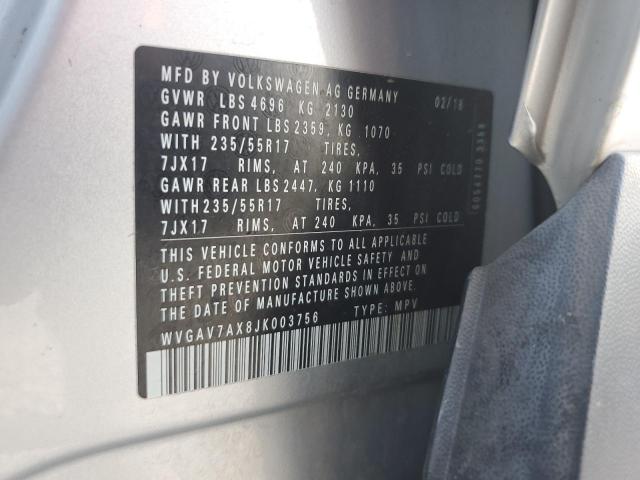 MFD BY VOLKSWAGEN AG GERMANY 02/18
GVWR LBS 4696 KG 2130
GAWR FRONT LBS 2359, KG 1070
WITH 235/55R17 TIRES,
7JX17 RIMS, AT 240 KPA, 35 PSI COLD
GAWR REAR LBS 2447, KG 1110
WITH 235/55R17 TIRES,
7JX17 RIMS, AT 240 KPA, 35 PSI COLD
THIS VEHICLE CONFORMS TO ALL APPLICABLE
U.S. FEDERAL MOTOR VEHICLE SAFETY AND
THEFT PREVENTION STANDARDS IN EFFECT ON
THE DATE OF MANUFACTURE SHOWN ABOVE.
WVGAV7AX8JK003756 TYPE: MPV